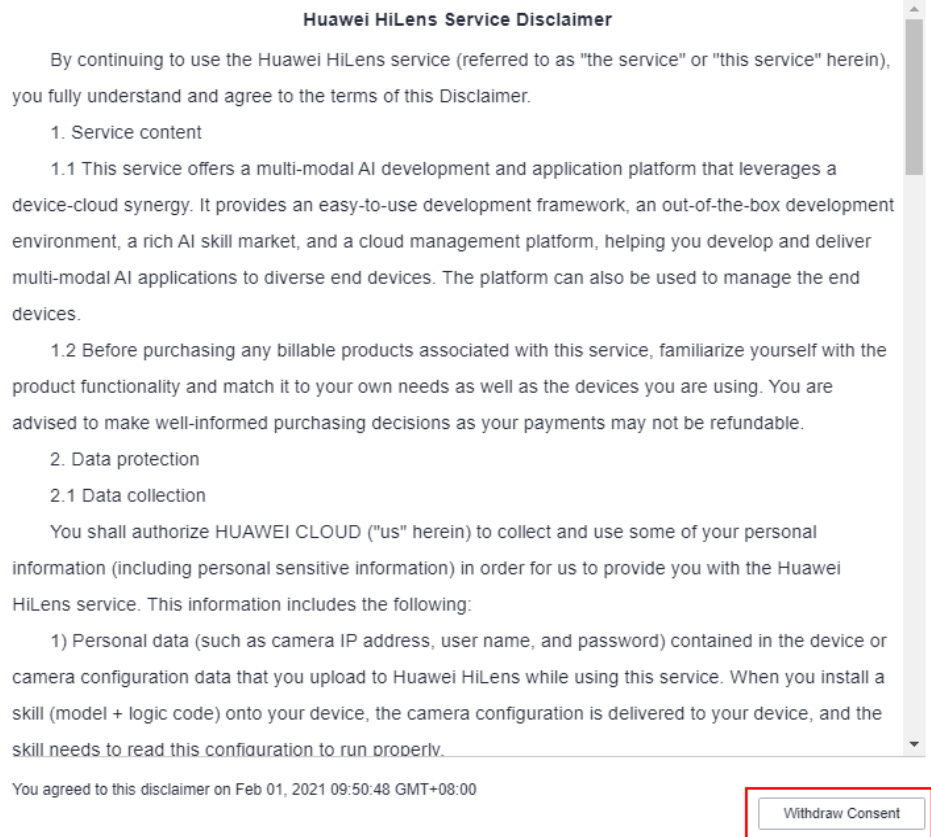 Huawei HiLens Service Disclaimer
By continuing to use the Huawei HiLens service (referred to as "the service" or "this service" herein),
you fully understand and agree to the terms of this Disclaimer.
1. Service content
1.1 This service offers a multi-modal AI development and application platform that leverages a
device-cloud synergy. It provides an easy-to-use development framework, an out-of-the-box development
environment, a rich AI skill market, and a cloud management platform, helping you develop and deliver
multi-modal AI applications to diverse end devices. The platform can also be used to manage the end
devices.
1.2 Before purchasing any billable products associated with this service, familiarize yourself with the
product functionality and match it to your own needs as well as the devices you are using. You are
advised to make well-informed purchasing decisions as your payments may not be refundable.
2. Data protection
2.1 Data collection
You shall authorize HUAWEI CLOUD ("us" herein) to collect and use some of your personal
information (including personal sensitive information) in order for us to provide you with the Huawei
HiLens service. This information includes the following:
1) Personal data (such as camera IP address, user name, and password) contained in the device or
camera configuration data that you upload to Huawei HiLens while using this service. When you install a
skill (model + logic code) onto your device, the camera configuration is delivered to your device, and the
skill needs to read this configuration to run properly.
You agreed to this disclaimer on Feb 01, 2021 09:50:48 GMT+08:00
Withdraw Consent